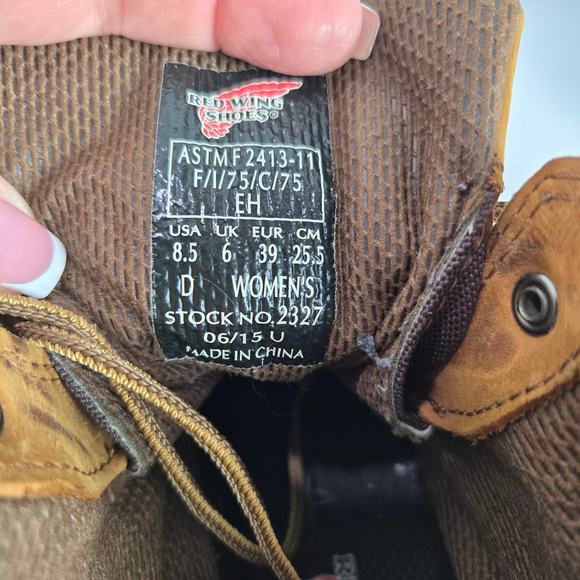 RED WING
SHOES®
ASTM F 2413-11
F/I/75/C/75
EH
USA UK EUR CM
8.5 6 39 25.5
D WOMEN'S
STOCK NO. 2327
06/15 U
MADE IN CHINA